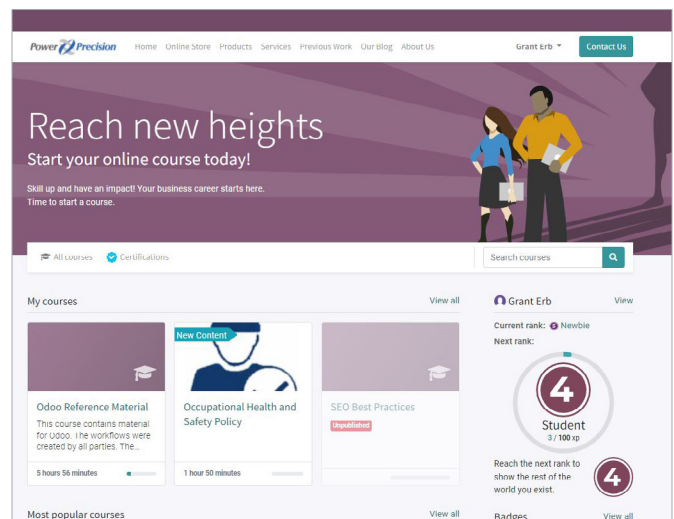 Power Precision
Home Online Store Products Services Previous Work Our Blog About Us
Grant Erb
Contact Us
Reach new heights
Start your online course today!
Skill up and have an impact! Your business career starts here.
Time to start a course.
All courses
Certifications
Search courses
My courses
View all
Odoo Reference Material
This course contains material
for Odoo. The workflows were
created by all parties. The...
5 hours 56 minutes
New Content
Occupational Health and
Safety Policy
1 hour 50 minutes
SEO Best Practices
Unpublished
Grant Erb
View
Current rank: Newbie
Next rank:
4
Student
3 / 100 xp
Reach the next rank to
show the rest of the
world you exist.
4
Most popular courses
View all
Badges
View all